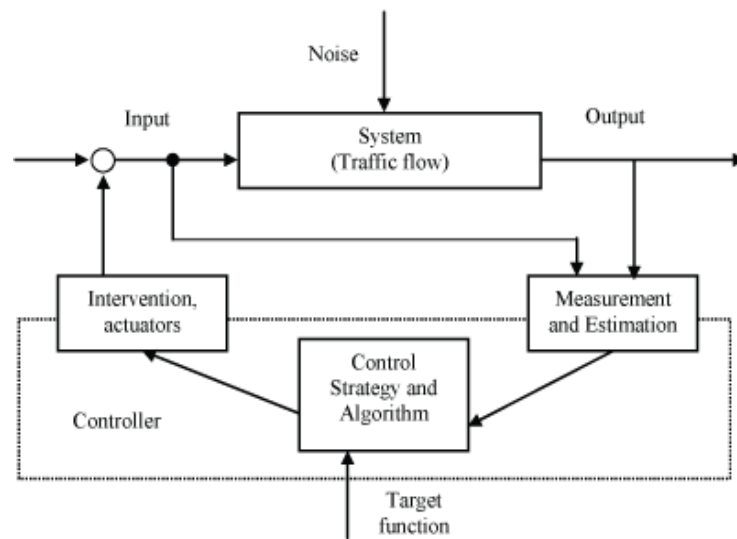 Noise
Input
Output
System
(Traffic flow)
Intervention,
actuators
Measurement
and Estimation
Control
Strategy and
Algorithm
Controller
Target
function